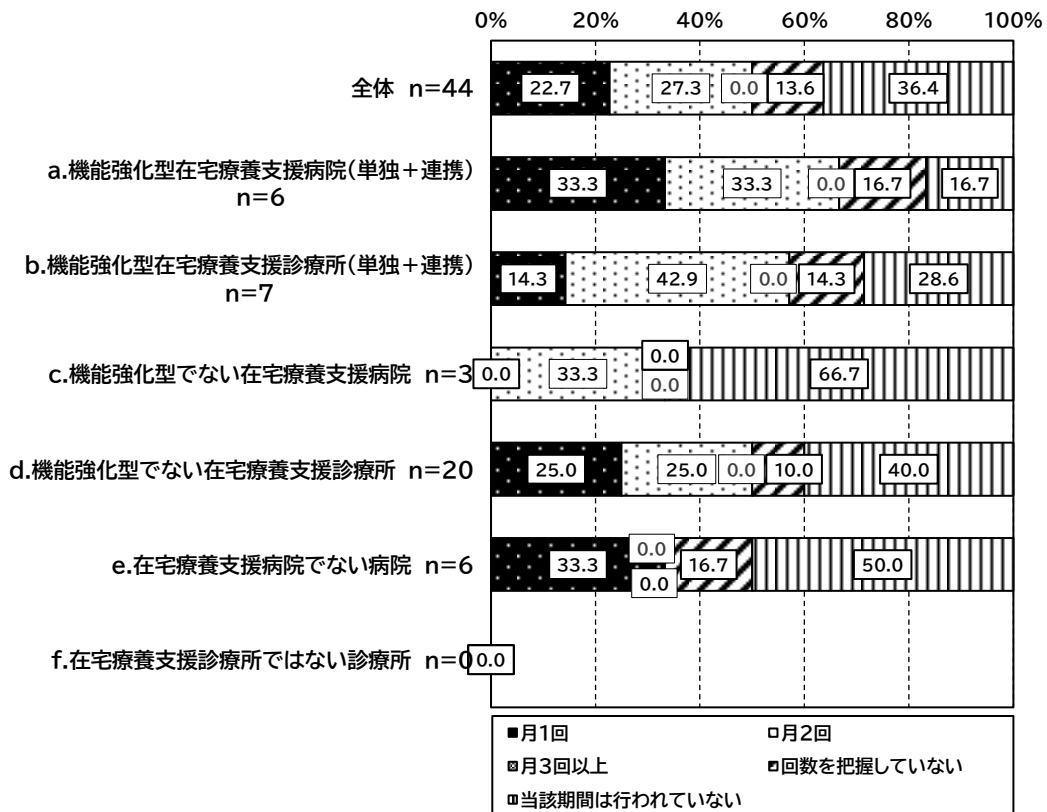 0% 20% 40% 60% 80% 100%
全体 n=44
22.7 27.3 0.0 13.6 36.4
a.機能強化型在宅療養支援病院(単独+連携)
n=6
33.3 33.3 0.0 16.7 16.7
b.機能強化型在宅療養支援診療所(単独+連携)
n=7
14.3 42.9 0.0 14.3 28.6
c.機能強化型でない在宅療養支援病院 n=3
0.0 33.3 0.0 0.0 66.7
d.機能強化型でない在宅療養支援診療所 n=20
25.0 25.0 0.0 10.0 40.0
e.在宅療養支援病院でない病院 n=6
33.3 0.0 0.0 16.7 50.0
f.在宅療養支援診療所ではない診療所 n=0
0.0
月1回 月2回
月3回以上 回数を把握していない
当該期間は行われていない